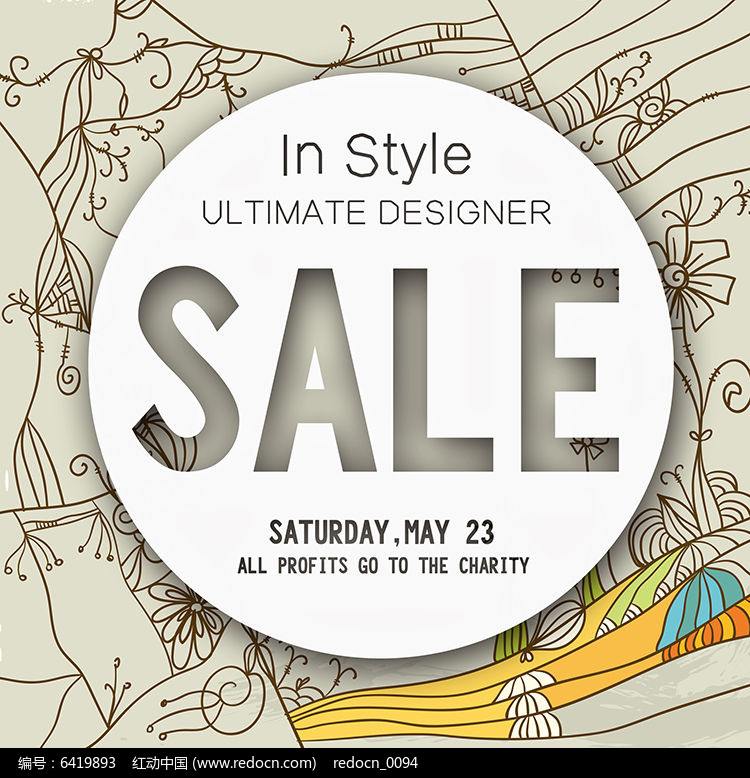 In Style
ULTIMATE DESIGNER
SALE
SATURDAY,MAY 23
ALL PROFITS GO TO THE CHARITY
编号：6419893 红动中国 (www.redocn.com) redocn_0094